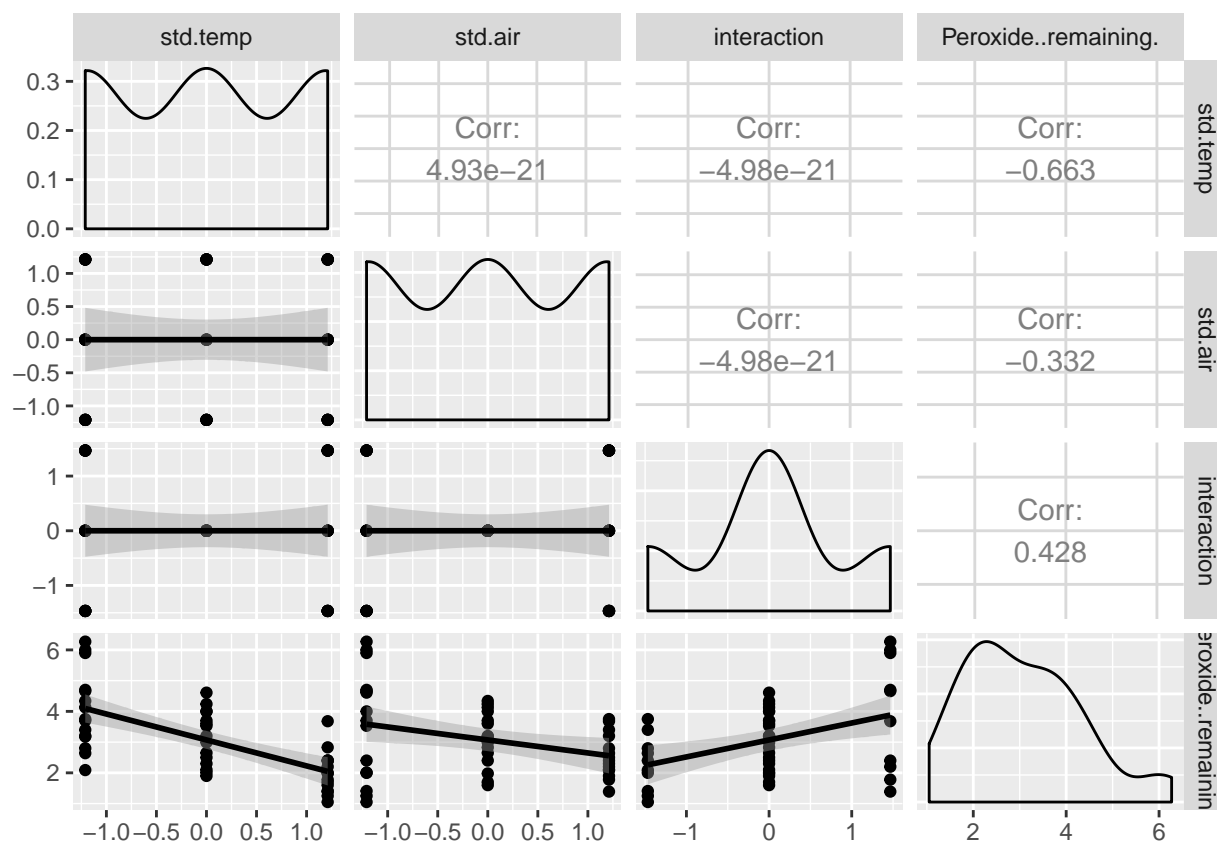 std.temp std.air interaction Peroxide..remaining.
0.3
0.2
0.1
0.0
Corr:
4.93e−21
Corr:
−4.98e−21
Corr:
−0.663
std.temp
1.0
0.5
0.0
−0.5
−1.0
Corr:
−4.98e−21
Corr:
−0.332
std.air
1
0
−1
Corr:
0.428
interaction
6
4
2
eroxide..remainin
−1.0 −0.5 0.0 0.5 1.0
−1.0 −0.5 0.0 0.5 1.0
−1 0 1
2 4 6